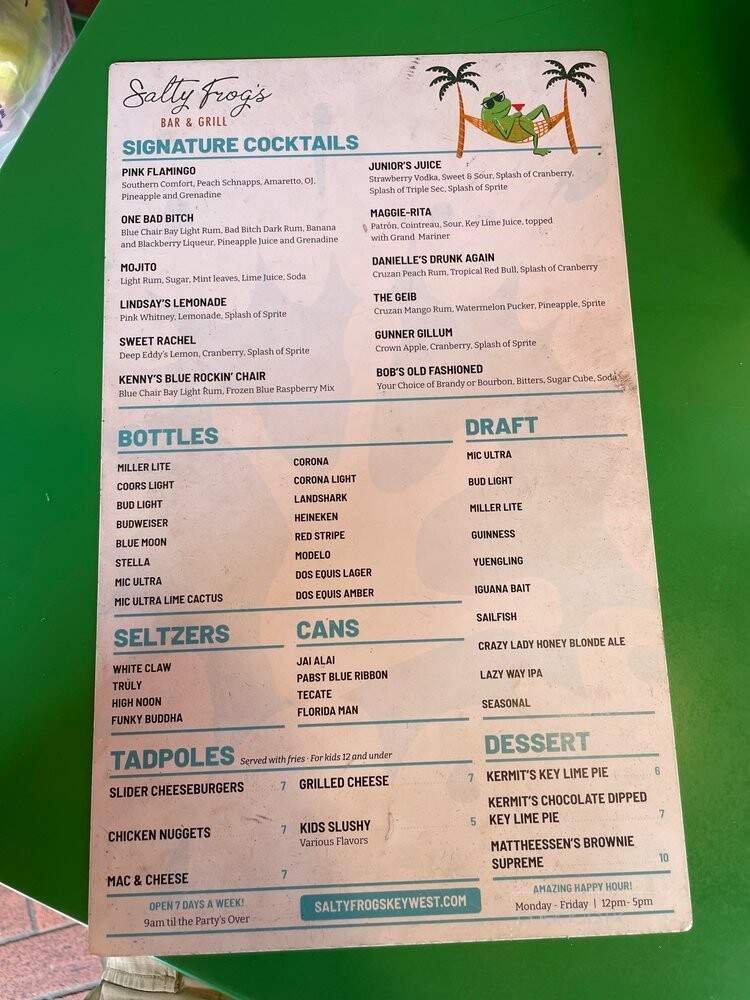 Salty Frog's
BAR & GRILL
SIGNATURE COCKTAILS
PINK FLAMINGO
Southern Comfort, Peach Schnapps, Amaretto, OJ,
Pineapple and Grenadine
ONE BAD BITCH
Blue Chair Bay Light Rum, Bad Bitch Dark Rum, Banana
and Blackberry Liqueur, Pineapple Juice and Grenadine
MOJITO
Light Rum, Sugar, Mint leaves, Lime Juice, Soda
LINDSAY'S LEMONADE
Pink Whitney, Lemonade, Splash of Sprite
SWEET RACHEL
Deep Eddy's Lemon, Cranberry, Splash of Sprite
KENNY'S BLUE ROCKIN' CHAIR
Blue Chair Bay Light Rum, Frozen Blue Raspberry Mix
JUNIOR'S JUICE
Strawberry Vodka, Sweet & Sour, Splash of Cranberry,
Splash of Triple Sec, Splash of Sprite
MAGGIE-RITA
Patrón, Cointreau, Sour, Key Lime Juice, topped
with Grand Mariner
DANIELLE'S DRUNK AGAIN
Cruzan Peach Rum, Tropical Red Bull, Splash of Cranberry
THE GEIB
Cruzan Mango Rum, Watermelon Pucker, Pineapple, Sprite
GUNNER GILLUM
Crown Apple, Cranberry, Splash of Sprite
BOB'S OLD FASHIONED
Your Choice of Brandy or Bourbon, Bitters, Sugar Cube, Soda
BOTTLES
MILLER LITE
COORS LIGHT
BUD LIGHT
BUDWEISER
BLUE MOON
STELLA
MIC ULTRA
MIC ULTRA LIME CACTUS
CORONA
CORONA LIGHT
LANDSHARK
HEINEKEN
RED STRIPE
MODELO
DOS EQUIS LAGER
DOS EQUIS AMBER
DRAFT
MIC ULTRA
BUD LIGHT
MILLER LITE
GUINNESS
YUENGLING
IGUANA BAIT
SAILFISH
CRAZY LADY HONEY BLONDE ALE
LAZY WAY IPA
SEASONAL
SELTZERS
WHITE CLAW
TRULY
HIGH NOON
FUNKY BUDDHA
CANS
JAI ALAI
PABST BLUE RIBBON
TECATE
FLORIDA MAN
TADPOLES Served with fries · For kids 12 and under
SLIDER CHEESEBURGERS 7
CHICKEN NUGGETS 7
MAC & CHEESE 7
GRILLED CHEESE 7
KIDS SLUSHY 5
Various Flavors
DESSERT
KERMIT'S KEY LIME PIE 6
KERMIT'S CHOCOLATE DIPPED
KEY LIME PIE 7
MATTHEESSEN'S BROWNIE
SUPREME 10
OPEN 7 DAYS A WEEK!
9am til the Party's Over
SALTYFROGSKEYWEST.COM
AMAZING HAPPY HOUR!
Monday - Friday | 12pm- 5pm